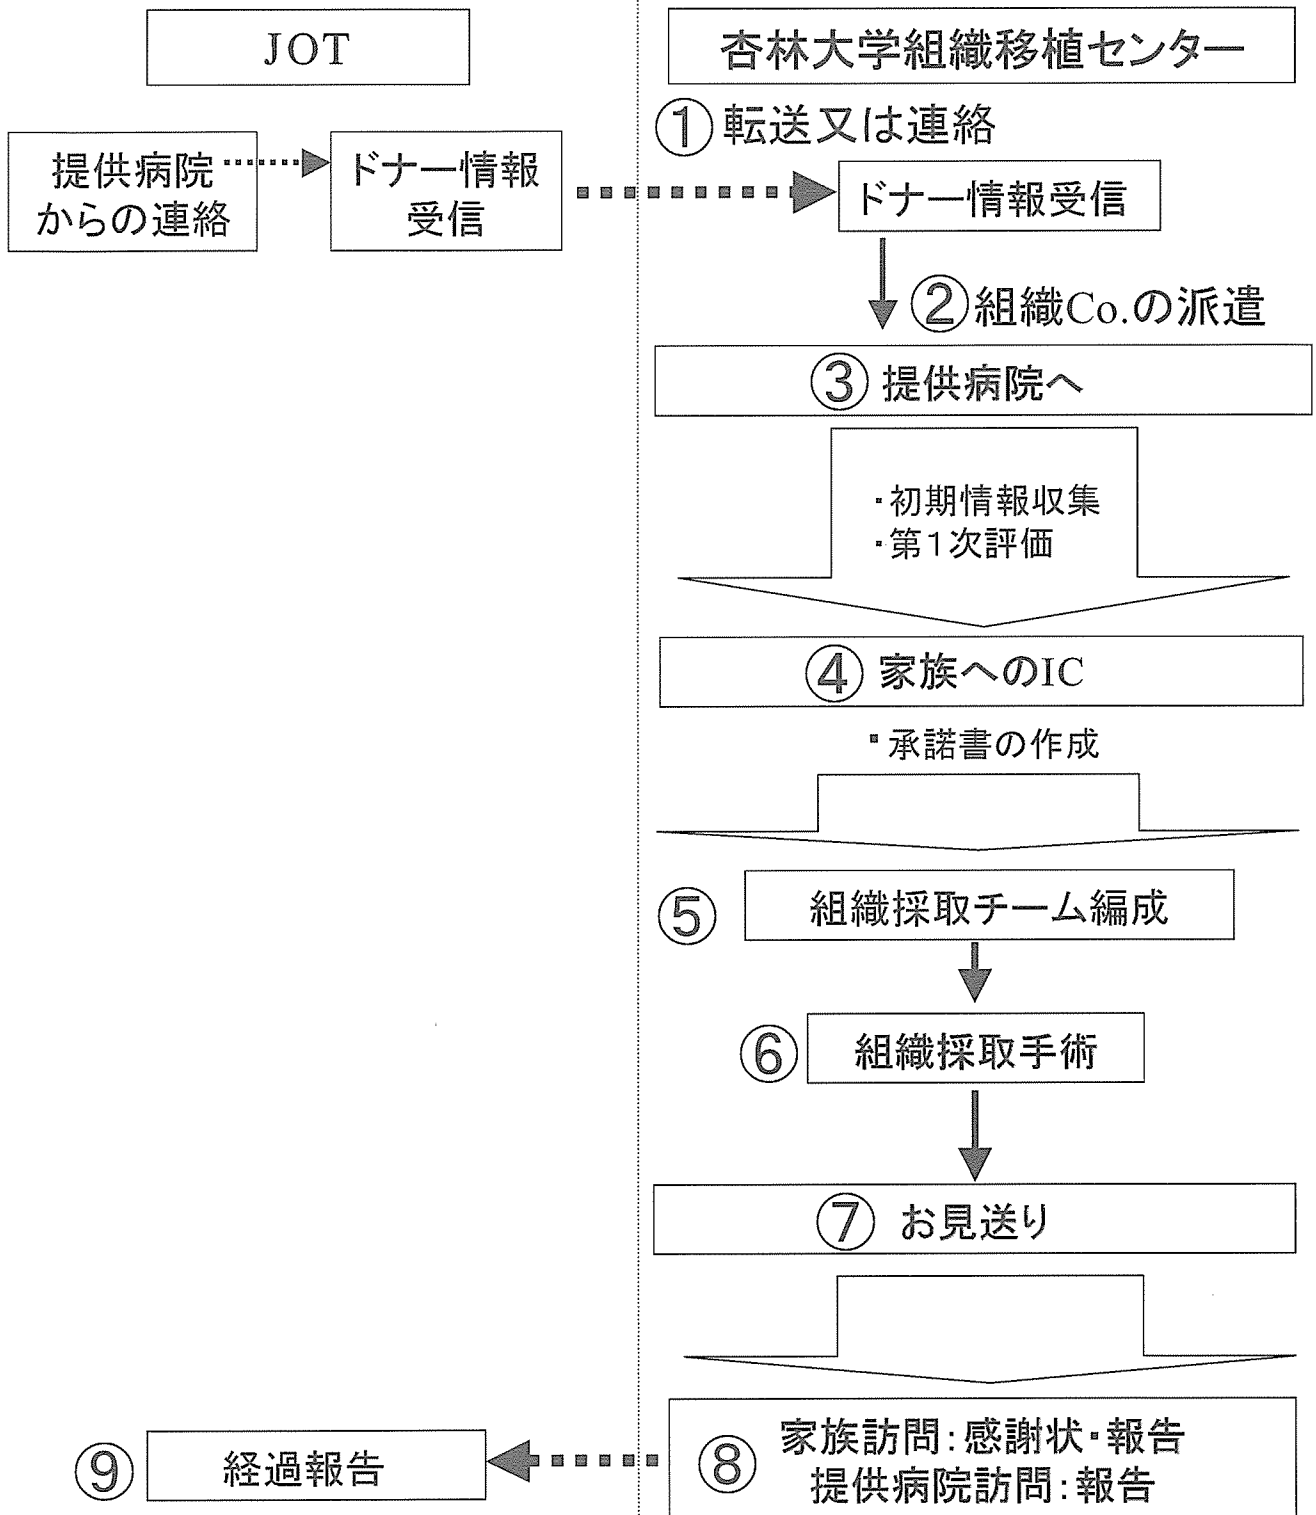 JOT
杏林大学組織移植センター
①転送又は連絡
提供病院
からの連絡
ドナー情報
受信
ドナー情報受信
②組織Co.の派遣
③ 提供病院へ
・初期情報収集
・第1次評価
④ 家族へのIC
・承諾書の作成
⑤ 組織採取チーム編成
⑥ 組織採取手術
⑦ お見送り
⑧ 家族訪問:感謝状・報告
提供病院訪問:報告
⑨ 経過報告